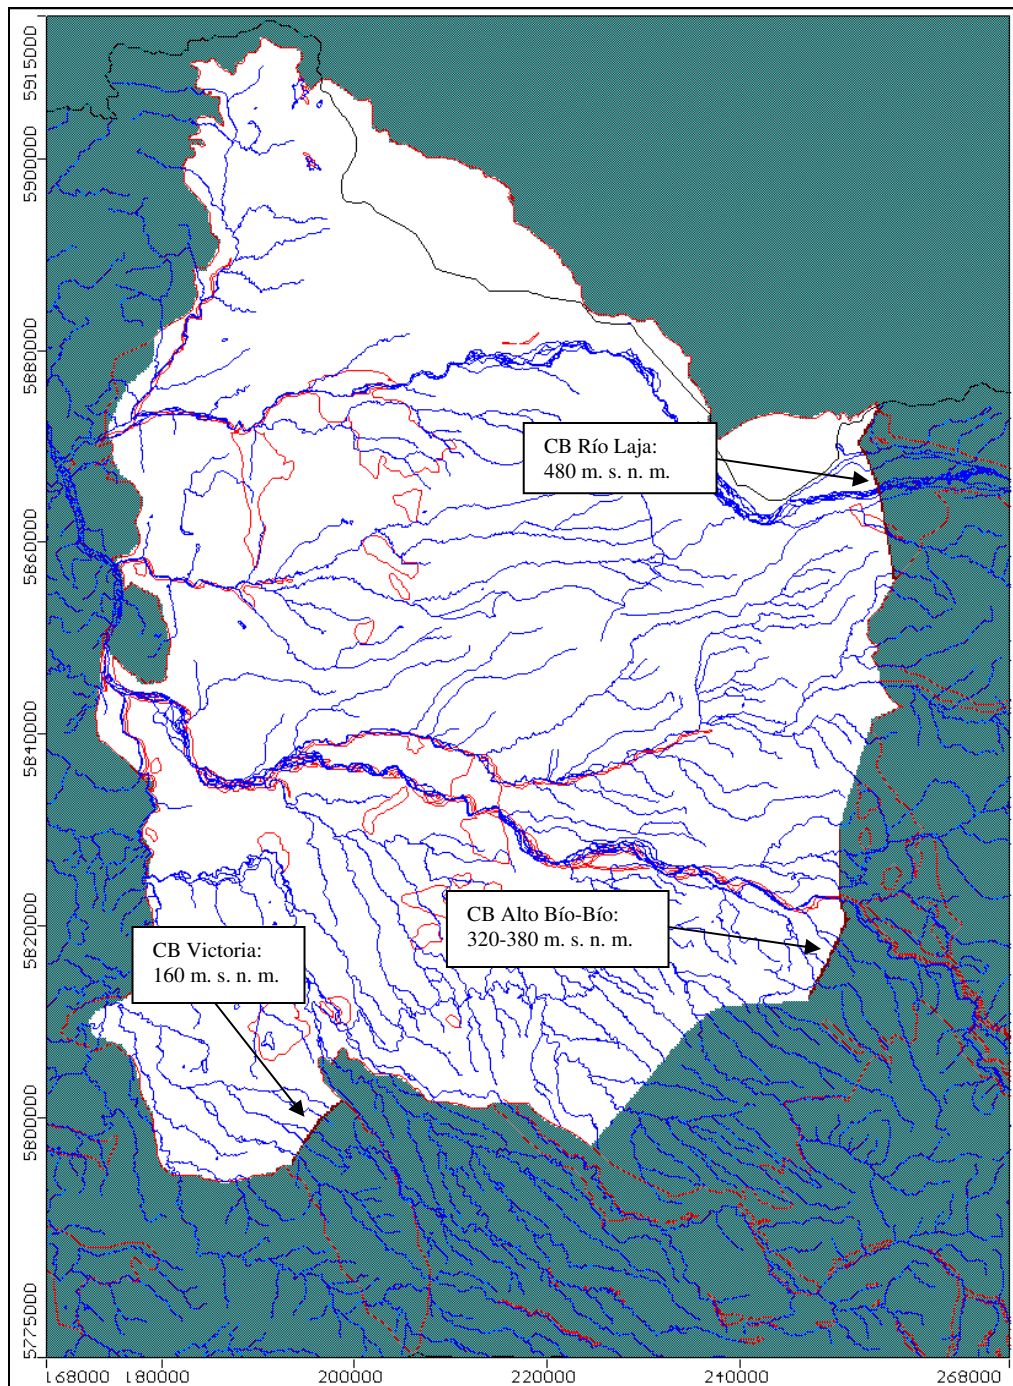 5915000
5900000
5880000
CB Río Laja:
480 m. s. n. m.
5860000
5840000
CB Alto Bío-Bío:
320-380 m. s. n. m.
5820000
CB Victoria:
160 m. s. n. m.
5800000
5775000
168000 180000 200000 220000 240000 268000